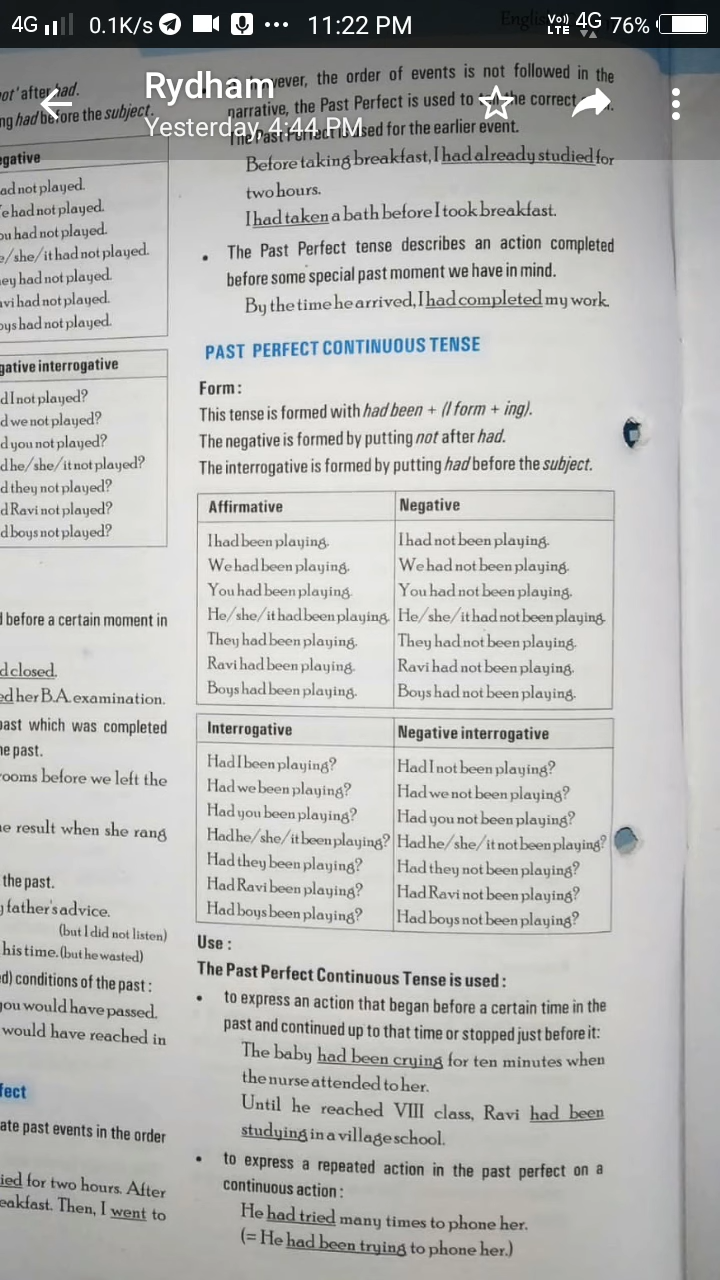 4G 0.1K/s 11:22 PM Vo)) LTE 4G 76%
Rydham
Yesterday, 4:44 PM
not' after had.
ng had before the subject.
egative
ad not played.
e had not played.
ou had not played.
e/she/it had not played.
ey had not played.
avi had not played.
oys had not played.
gative interrogative
d I not played?
d we not played?
d you not played?
d he/she/it not played?
d they not played?
d Ravi not played?
d boys not played?
d before a certain moment in
d closed.
ed her B.A. examination.
past which was completed
he past.
rooms before we left the
he result when she rang
the past.
y father's advice.
(but I did not listen)
his time. (but he wasted)
ed) conditions of the past :
you would have passed.
would have reached in
fect
ate past events in the order
ied for two hours. After
eakfast. Then, I went to
however, the order of events is not followed in the
narrative, the Past Perfect is used to the correct
The Past Perfect is used for the earlier event.
Before taking breakfast, I had already studied for
two hours.
I had taken a bath before I took breakfast.
• The Past Perfect tense describes an action completed
before some special past moment we have in mind.
By the time he arrived, I had completed my work.
PAST PERFECT CONTINUOUS TENSE
Form :
This tense is formed with had been + (I form + ing).
The negative is formed by putting not after had.
The interrogative is formed by putting had before the subject.
Affirmative Negative
I had been playing. I had not been playing.
We had been playing. We had not been playing.
You had been playing. You had not been playing.
He/she/it had been playing. He/she/it had not been playing.
They had been playing. They had not been playing.
Ravi had been playing. Ravi had not been playing.
Boys had been playing. Boys had not been playing.
Interrogative Negative interrogative
Had I been playing? Had I not been playing?
Had we been playing? Had we not been playing?
Had you been playing? Had you not been playing?
Had he/she/it been playing? Had he/she/it not been playing?
Had they been playing? Had they not been playing?
Had Ravi been playing? Had Ravi not been playing?
Had boys been playing? Had boys not been playing?
Use :
The Past Perfect Continuous Tense is used :
• to express an action that began before a certain time in the
past and continued up to that time or stopped just before it:
The baby had been crying for ten minutes when
the nurse attended to her.
Until he reached VIII class, Ravi had been
studying in a village school.
• to express a repeated action in the past perfect on a
continuous action :
He had tried many times to phone her.
(= He had been trying to phone her.)